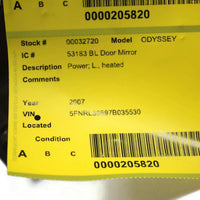 A B C
0000205820
Stock # 00032720 Model ODYSSEY
IC # 53183 BL Door Mirror
Description Power; L., heated
Comments
Year 2007
VIN 5FNRL38697B035530
Located
Condition
A B C
0000205820